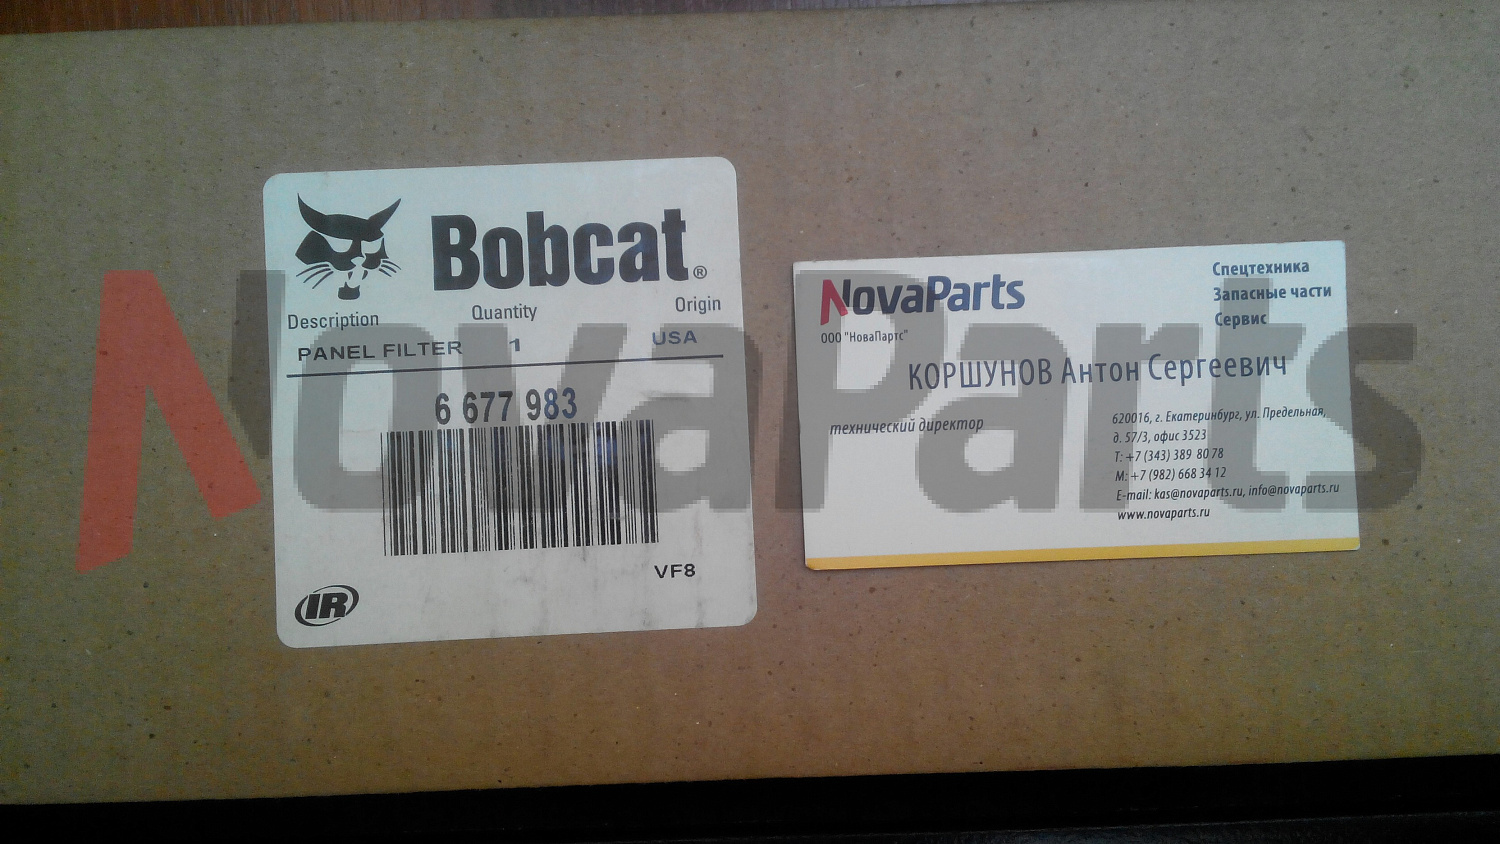 Bobcat®
Description Quantity Origin
PANEL FILTER 1 USA
6 677 983
VF8
IR
NovaParts
ООО "НоваПартс"
Спецтехника
Запасные части
Сервис
КОРШУНОВ Антон Сергеевич
технический директор
620016, г. Екатеринбург, ул. Предельная,
д. 57/3, офис 3523
Т: +7 (343) 389 80 78
М: +7 (982) 668 34 12
E-mail: kas@novaparts.ru, info@novaparts.ru
www.novaparts.ru
NovaParts